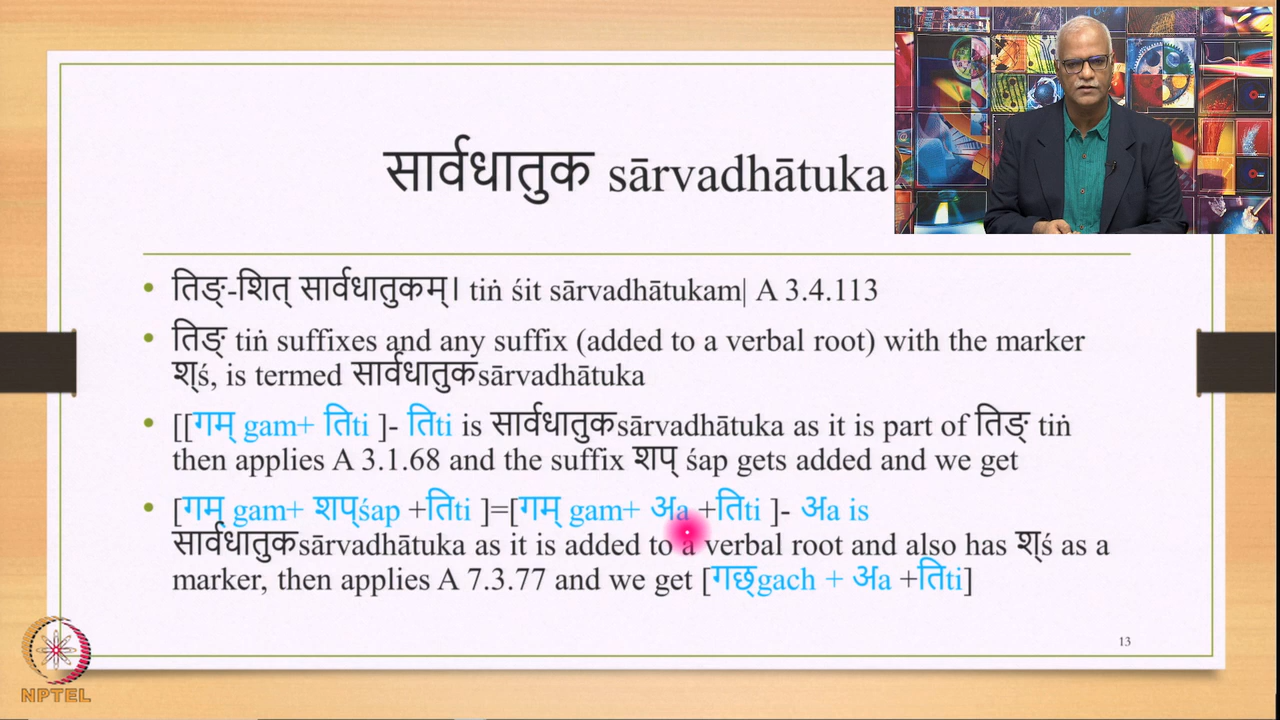 सार्वधातुक sārvadhātuka
• तिङ्-शित् सार्वधातुकम्। tiṅ śit sārvadhātukam| A 3.4.113
• तिङ् tiṅ suffixes and any suffix (added to a verbal root) with the marker
श्ś, is termed सार्वधातुकsārvadhātuka
• [[गम् gam+ तिti ]- तिti is सार्वधातुकsārvadhātuka as it is part of तिङ् tiṅ
then applies A 3.1.68 and the suffix शप् śap gets added and we get
• [गम् gam+ शप्śap +तिti ]=[गम् gam+ अa +तिti ]- अa is
सार्वधातुकsārvadhātuka as it is added to a verbal root and also has श्ś as a
marker, then applies A 7.3.77 and we get [गछ्gach + अa +तिti]
13
NPTEL